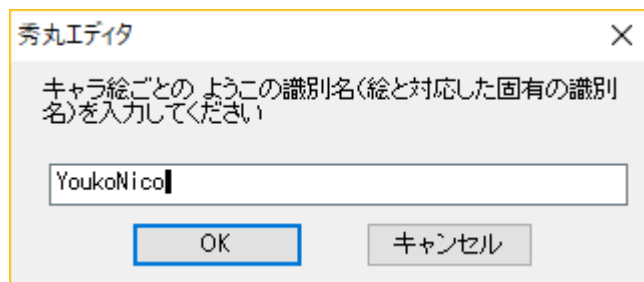 秀丸エディタ
キャラ絵ごとの ようこの識別名(絵と対応した固有の識別
名)を入力してください
YoukoNico
OK
キャンセル